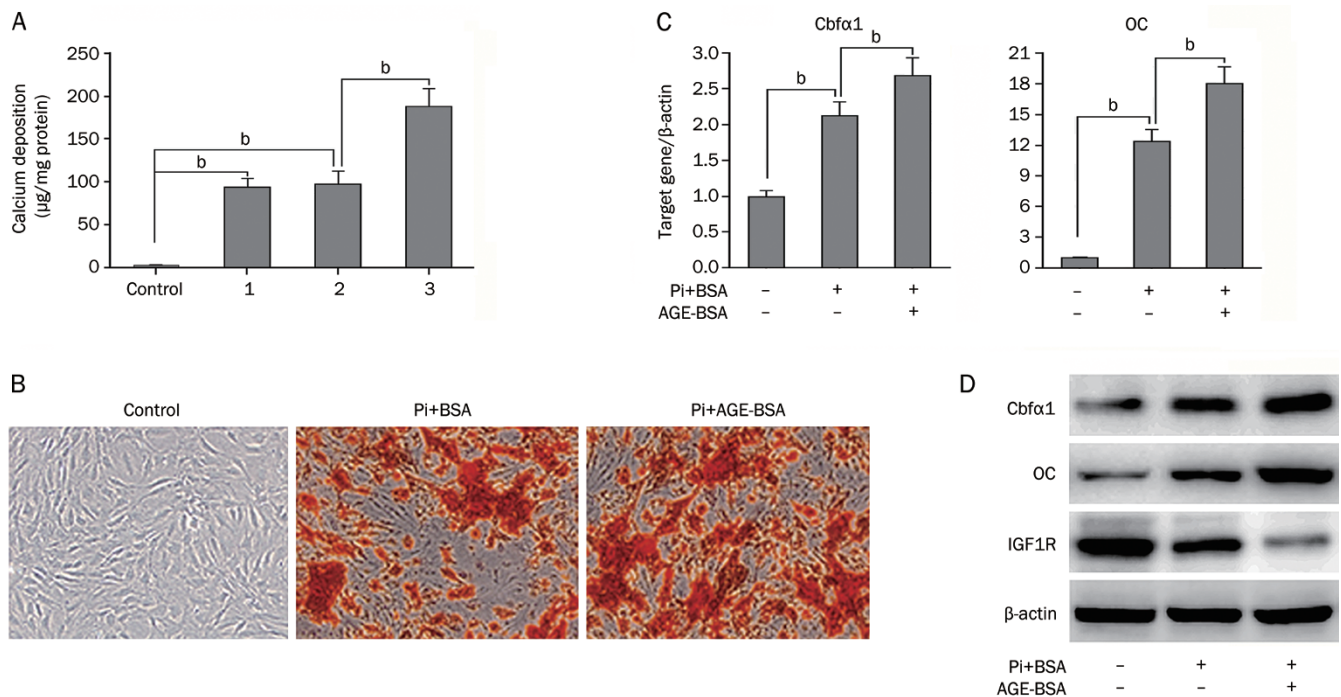 A
Calcium deposition
(μg/mg protein)
250
200
150
100
50
0
b
b
b
Control 1 2 3
C
Cbfα1
Target gene/β-actin
3.0
2.5
2.0
1.5
1.0
0.5
0.0
b
b
OC
21
18
15
12
9
6
3
0
b
b
Pi+BSA – + + – + +
AGE-BSA – – + – – +
B
Control Pi+BSA Pi+AGE-BSA
D
Cbfα1
OC
IGF1R
β-actin
Pi+BSA – + +
AGE-BSA – – +